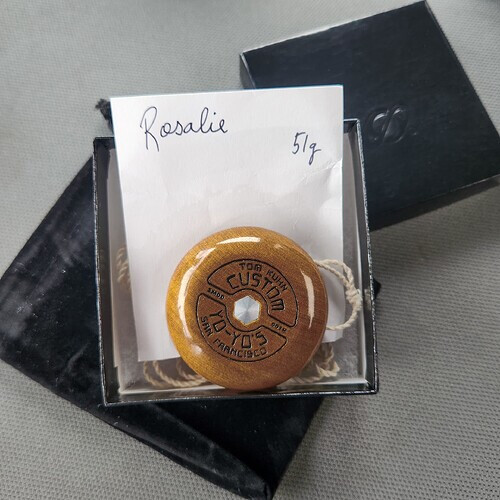 Rosalie
51g
TOM KUHN
CUSTOM
YO-YO'S
SAN FRANCISCO